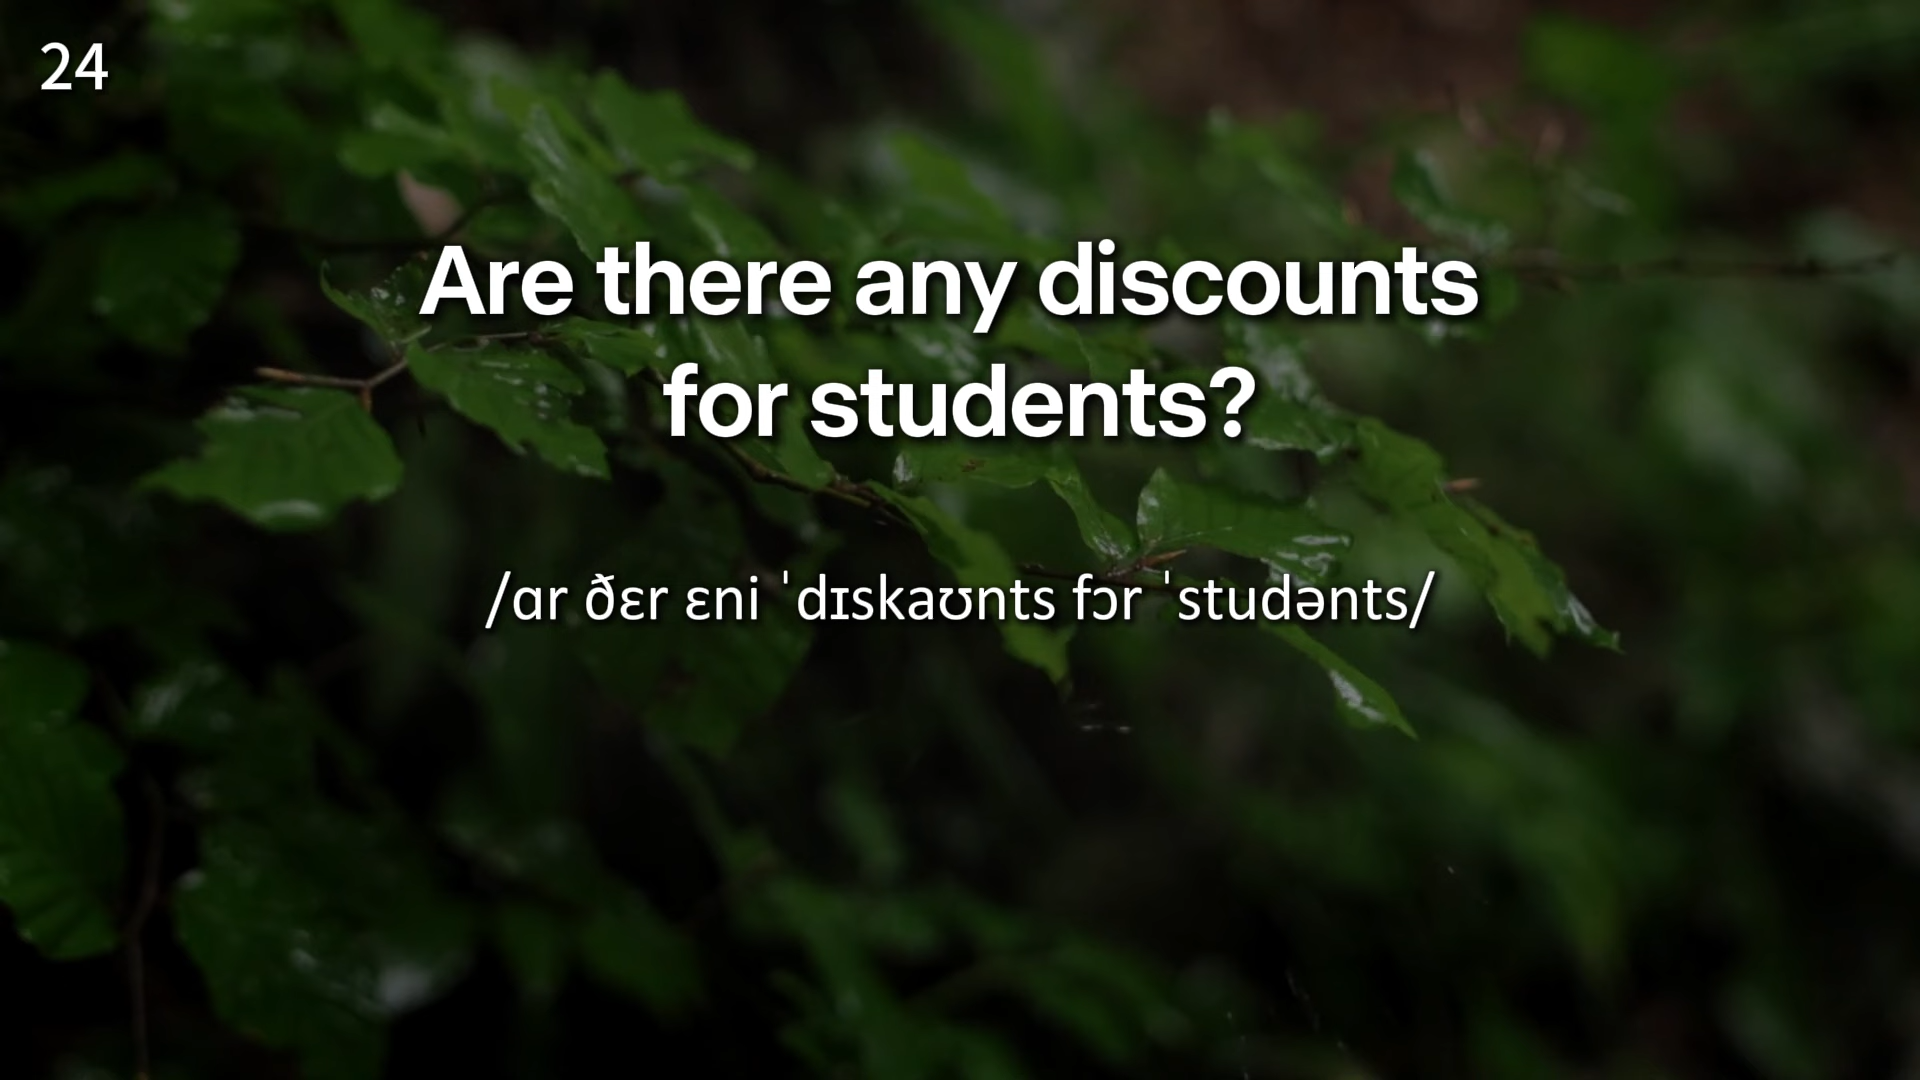 24
Are there any discounts
for students?
/ɑr ðɛr ɛni ˈdɪskaʊnts fɔr ˈstudənts/